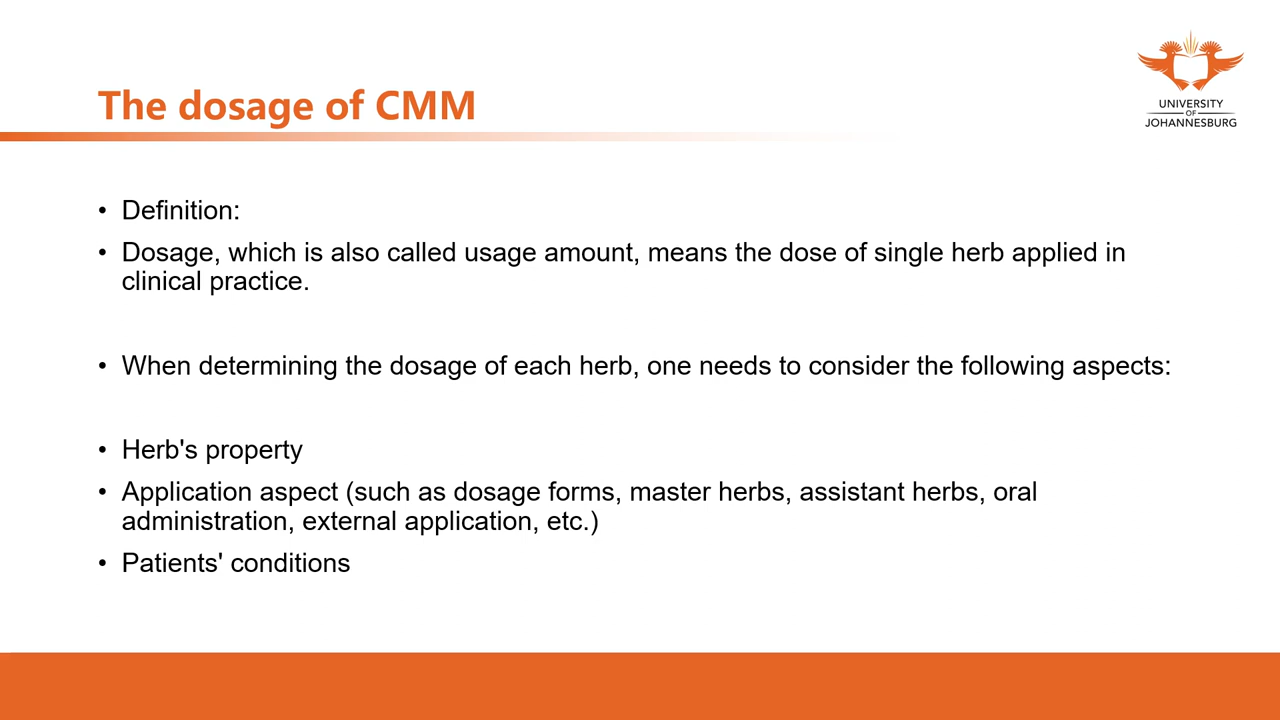 UNIVERSITY
OF
JOHANNESBURG
The dosage of CMM
• Definition:
• Dosage, which is also called usage amount, means the dose of single herb applied in
clinical practice.
• When determining the dosage of each herb, one needs to consider the following aspects:
• Herb's property
• Application aspect (such as dosage forms, master herbs, assistant herbs, oral
administration, external application, etc.)
• Patients' conditions